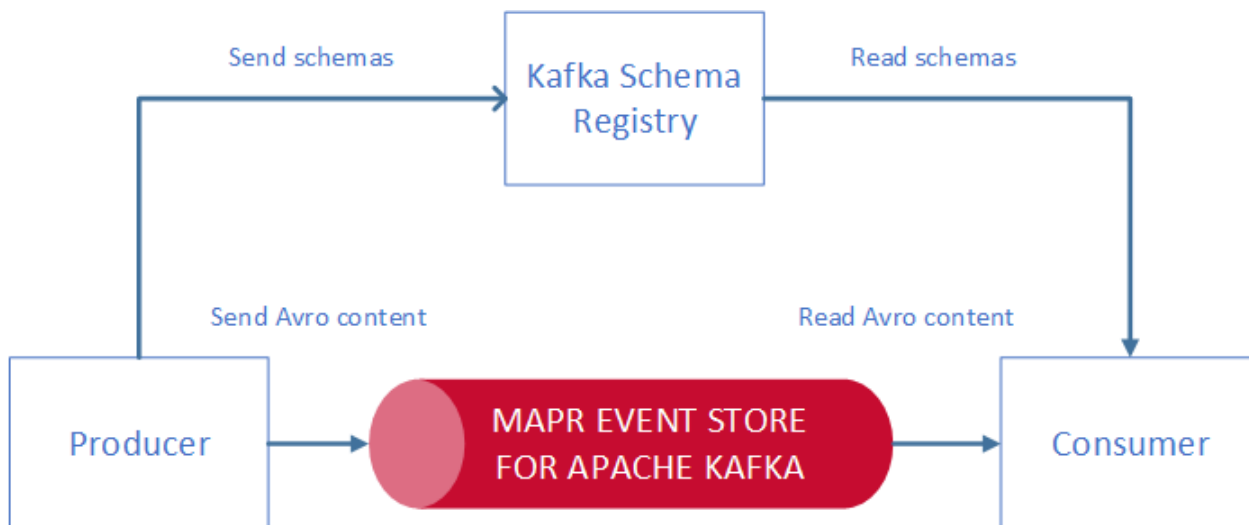 Send schemas
Kafka Schema
Registry
Read schemas
Send Avro content
Read Avro content
Producer
MAPR EVENT STORE
FOR APACHE KAFKA
Consumer